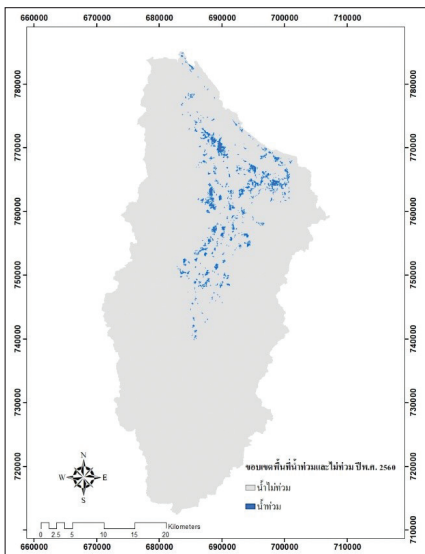 660000 670000 680000 690000 700000 710000
780000 780000
770000 770000
760000 760000
750000 750000
740000 740000
730000 730000
720000 720000
710000 710000
ขอบเขตพื้นที่น้ำท่วมและไม่ท่วม ปีพ.ศ. 2560
น้ำไม่ท่วม
น้ำท่วม
N
W E
S
Kilometers
0 2.5 5 10 15 20
660000 670000 680000 690000 700000 710000